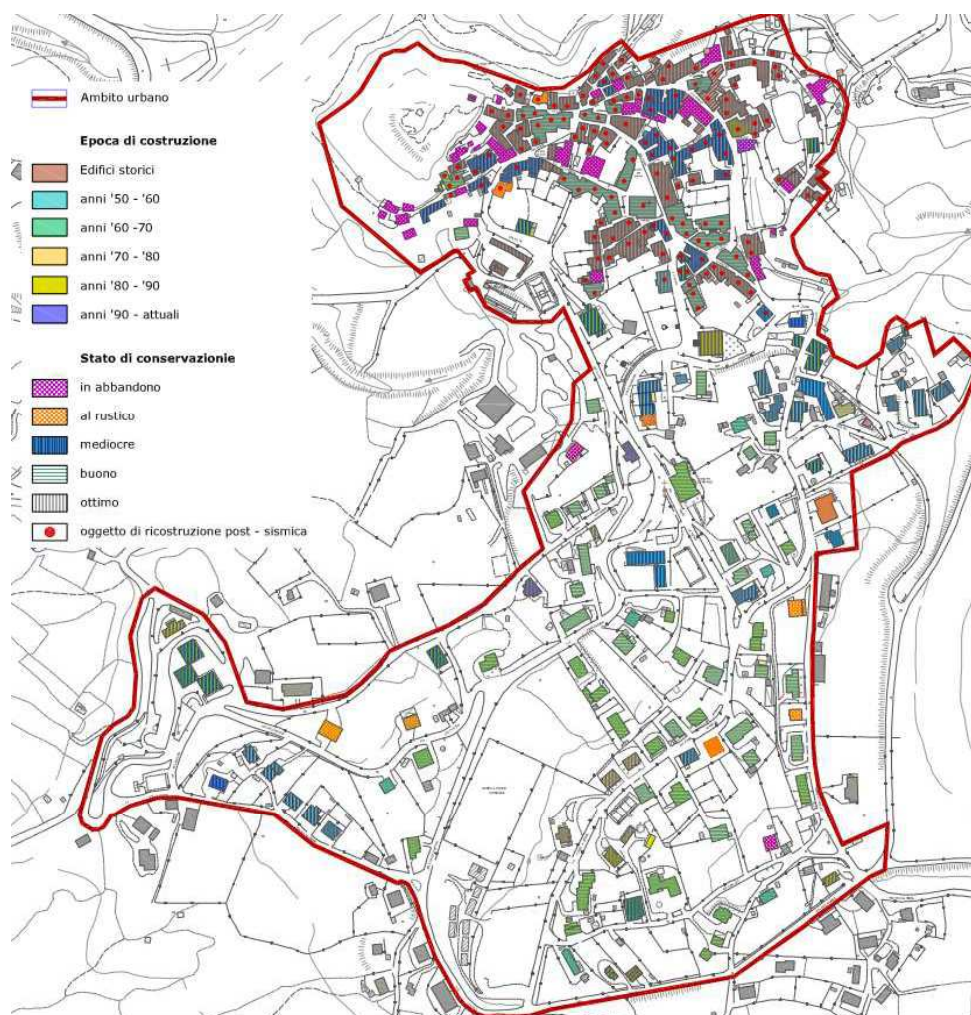 Ambito urbano
Epoca di costruzione
Edifici storici
anni '50 - '60
anni '60 -70
anni '70 - '80
anni '80 - '90
anni '90 - attuali
Stato di conservazionie
in abbandono
al rustico
mediocre
buono
ottimo
oggetto di ricostruzione post - sismica